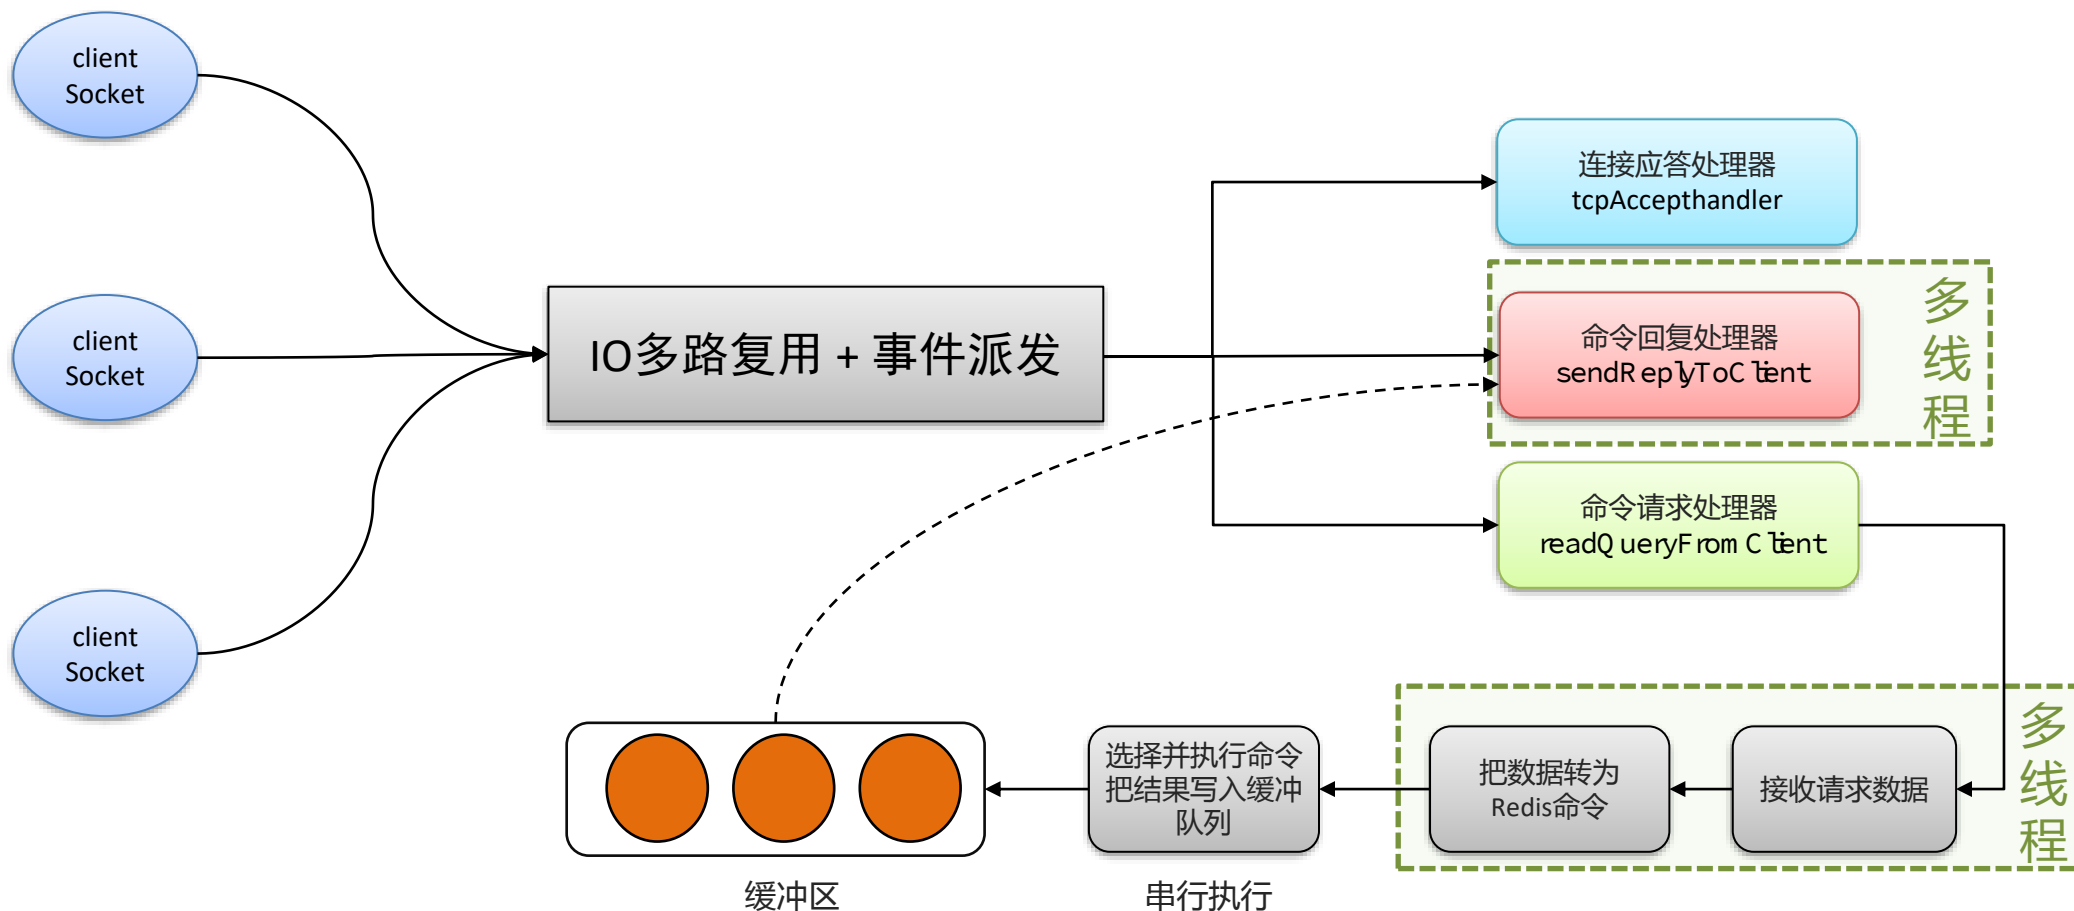 client
Socket
client
Socket
client
Socket
IO多路复用 + 事件派发
连接应答处理器
tcpAccepthandler
命令回复处理器
sendReplyToClient
多线程
命令请求处理器
readQueryFromClient
接收请求数据
把数据转为
Redis命令
多线程
选择并执行命令
把结果写入缓冲
队列
串行执行
缓冲区